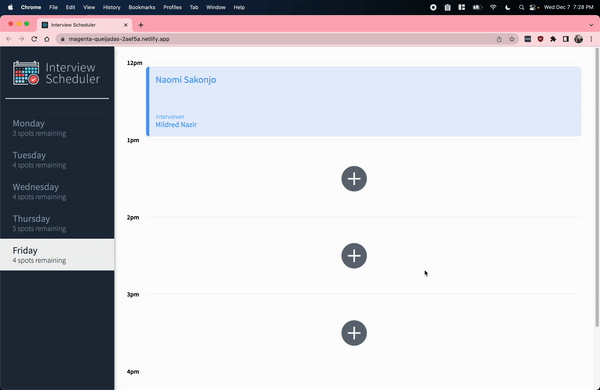 Chrome File Edit View History Bookmarks Profiles Tab Window Help Wed Dec 7 7:28 PM
Interview Scheduler
magenta-queijadas-2aef5a.netlify.app
Interview
Scheduler
Monday
3 spots remaining
Tuesday
4 spots remaining
Wednesday
4 spots remaining
Thursday
5 spots remaining
Friday
4 spots remaining
12pm
Naomi Sakonjo
Interviewer
Mildred Nazir
1pm
2pm
3pm
4pm